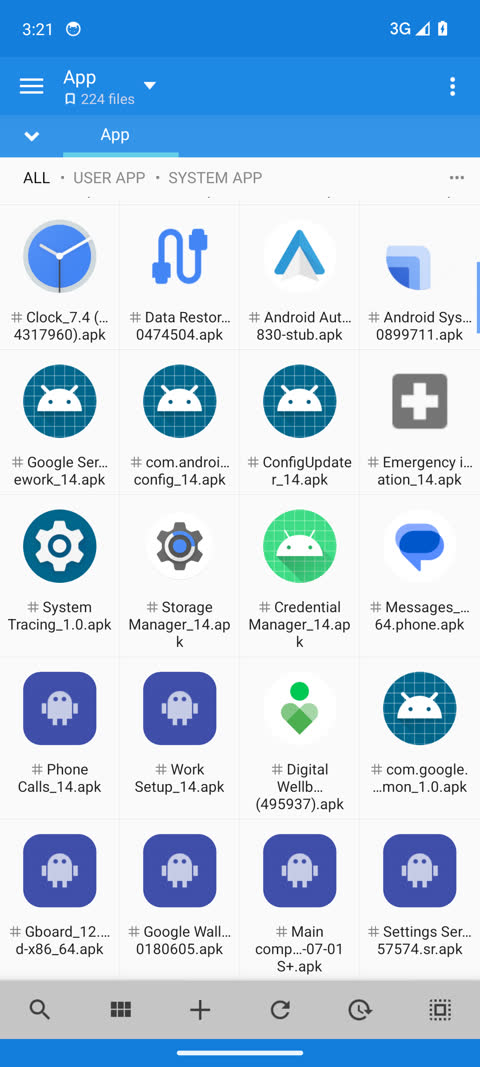 3:21
3G
App
224 files
App
ALL • USER APP • SYSTEM APP
# Clock_7.4 (...
4317960).apk
# Data Restor...
0474504.apk
# Android Aut...
830-stub.apk
# Android Sys...
0899711.apk
# Google Ser...
ework_14.apk
# com.androi...
config_14.apk
# ConfigUpdate
r_14.apk
# Emergency i...
ation_14.apk
# System
Tracing_1.0.apk
# Storage
Manager_14.ap
k
# Credential
Manager_14.ap
k
# Messages_...
64.phone.apk
# Phone
Calls_14.apk
# Work
Setup_14.apk
# Digital
Wellb...
(495937).apk
# com.google.
...mon_1.0.apk
# Gboard_12....
d-x86_64.apk
# Google Wall...
0180605.apk
# Main
comp...-07-01
S+.apk
# Settings Ser...
57574.sr.apk